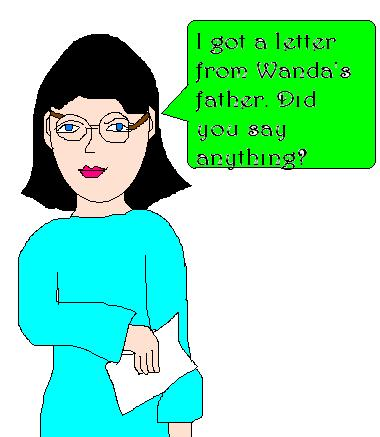 I got a letter
from Wanda's
father. Did
you say
anything?